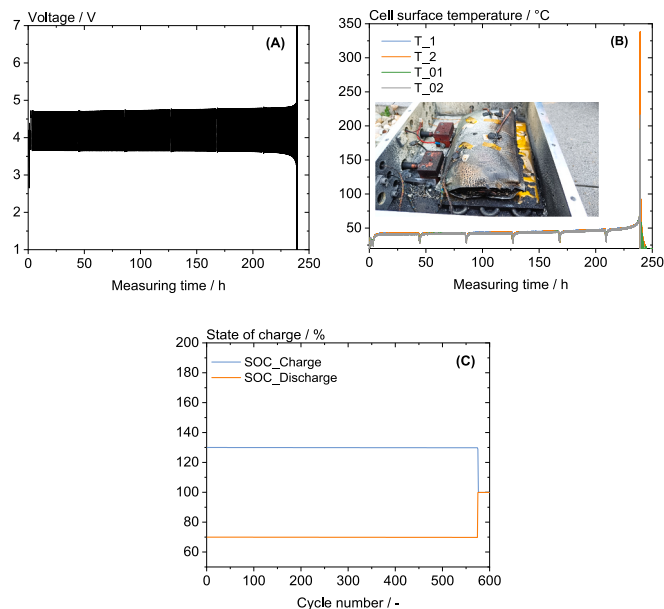 Voltage / V
(A)
7
6
5
4
3
2
1
0
50
100
150
200
250
Measuring time / h
Cell surface temperature / °C
(B)
T_1
T_2
T_01
T_02
350
300
250
200
150
100
50
0
50
100
150
200
250
Measuring time / h
State of charge / %
(C)
SOC_Charge
SOC_Discharge
200
180
160
140
120
100
80
60
0
100
200
300
400
500
600
Cycle number / -